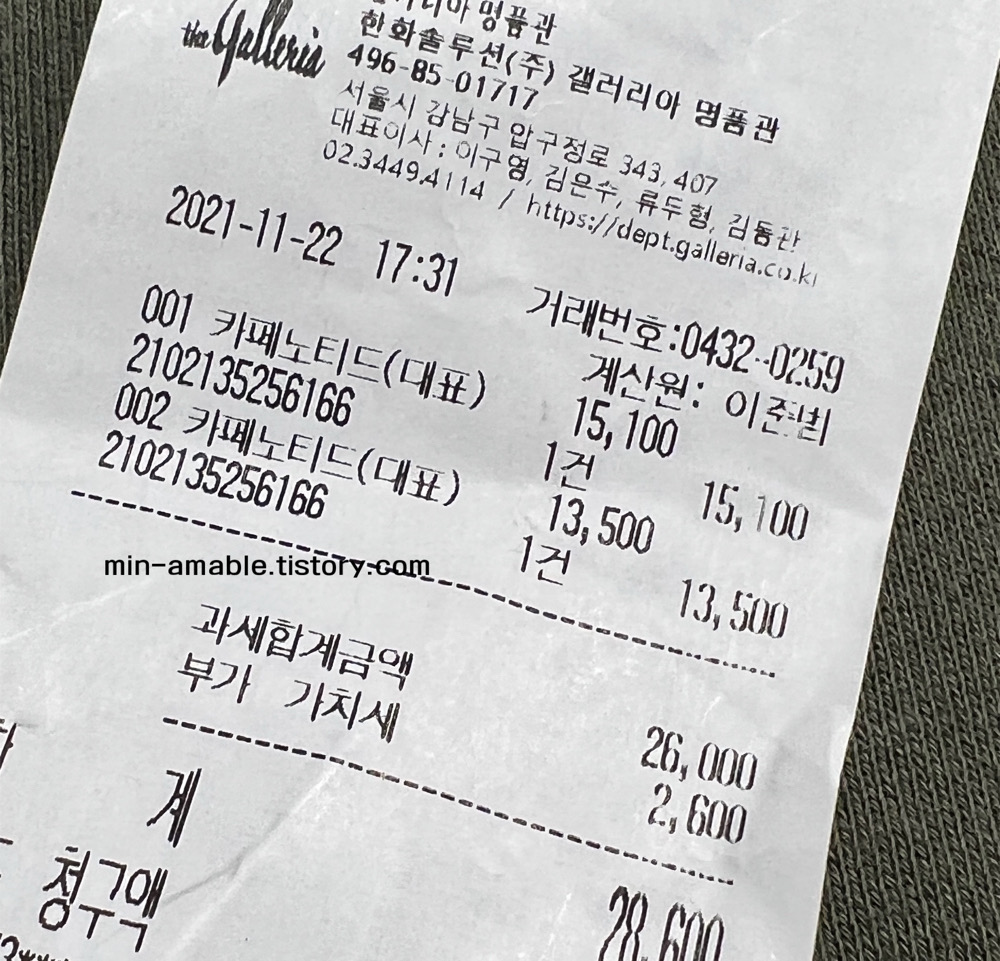 the Galleria
명품관
한화솔루션(주) 갤러리아 명품관
496-85-01717
서울시 강남구 압구정로 343, 407
대표이사 : 이구영, 김은수, 류두형, 김동관
02.3449.4114 / https://dept.galleria.co.kr
2021-11-22 17:31
거래번호:0432-0259
계산원:
001 카페노티드(대표) 15,100
2102135256166 1건 15,100
002 카페노티드(대표) 13,500
2102135256166 1건 13,500
min-amable.tistory.com
과세합계금액 26,000
부가 가치세 2,600
계 28,600
청구액